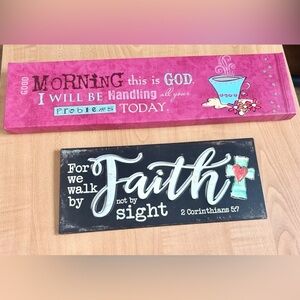 GOOD MORNING this is GOD.
I WILL BE Handling all your
Problems TODAY.
For we walk by Faith
not by sight
2 Corinthians 5:7